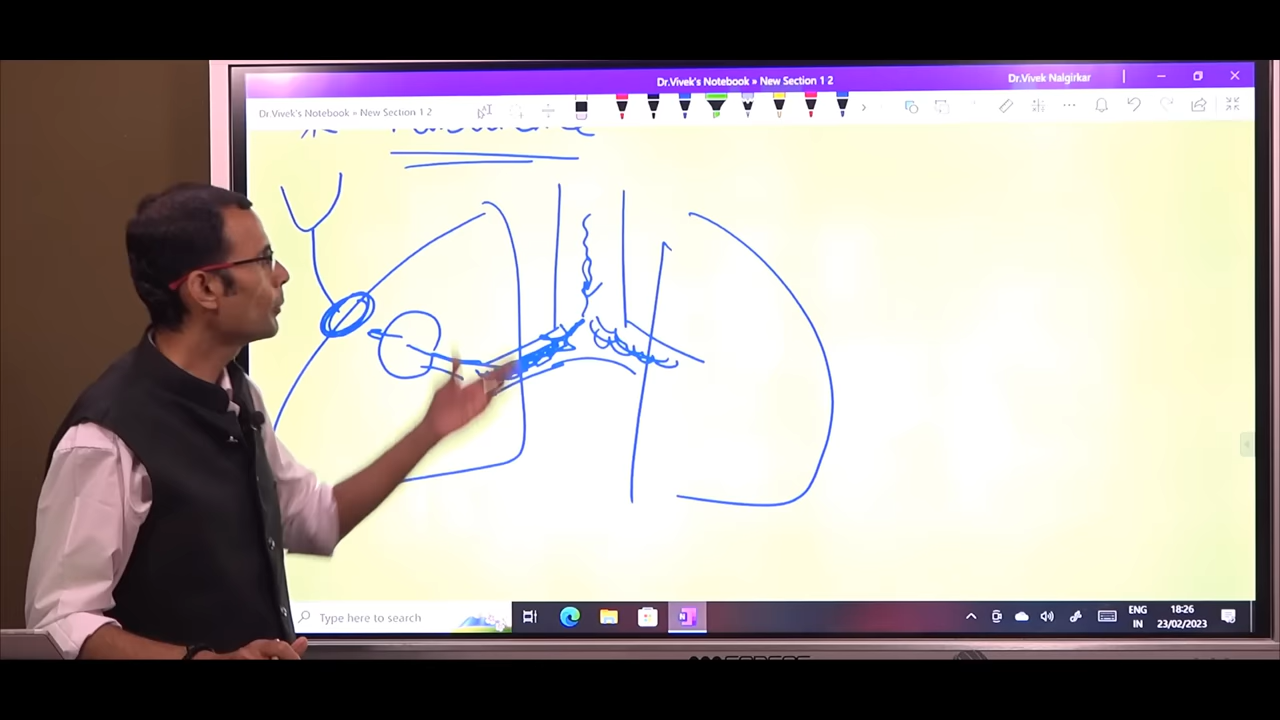 Dr.Vivek's Notebook » New Section 1 2
Dr.Vivek Nalgirkar
Dr.Vivek's Notebook » New Section 1 2
Type here to search
ENG
IN
18:26
23/02/2023